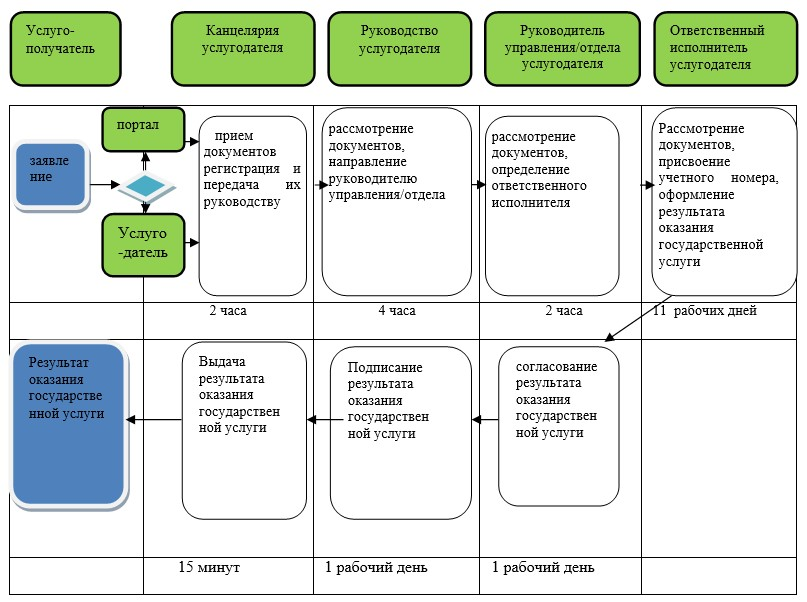 Услуго-
получатель
Канцелярия
услугодателя
Руководство
услугодателя
Руководитель
управления/отдела
услугодателя
Ответственный
исполнитель
услугодателя
заявле
ние
портал
Услуго
-датель
прием
документов
регистрация и
передача их
руководству
рассмотрение
документов,
направление
руководителю
управления/отдела
рассмотрение
документов,
определение
ответственного
исполнителя
Рассмотрение
документов,
присвоение
учетного номера,
оформление
результата
оказания
государственной
услуги
2 часа
4 часа
2 часа
11 рабочих дней
Результат
оказания
государстве
нной услуги
Выдача
результата
оказания
государствен
ной услуги
Подписание
результата
оказания
государствен
ной услуги
согласование
результата
оказания
государствен
ной услуги
15 минут
1 рабочий день
1 рабочий день